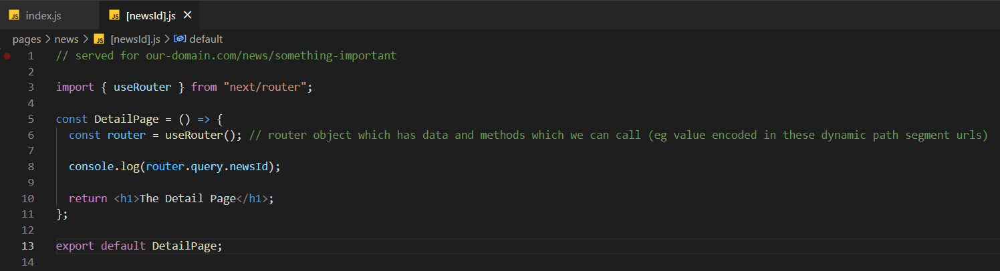 JS index.js JS [newsId].js ×
pages > news > JS [newsId].js > default
1 // served for our-domain.com/news/something-important
2
3 import { useRouter } from "next/router";
4
5 const DetailPage = () => {
6 const router = useRouter(); // router object which has data and methods which we can call (eg value encoded in these dynamic path segment urls)
7
8 console.log(router.query.newsId);
9
10 return <h1>The Detail Page</h1>;
11 };
12
13 export default DetailPage;
14